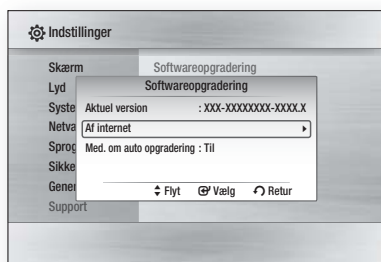 Indstillinger
Skærm Softwareopgradering
Lyd Softwareopgradering
Syste Aktuel version : XXX-XXXXXXXX-XXXX.X
Netva Af internet
Sprog Med. om auto opgradering : Til
Sikke
Gener Flyt Vælg Retur
Support